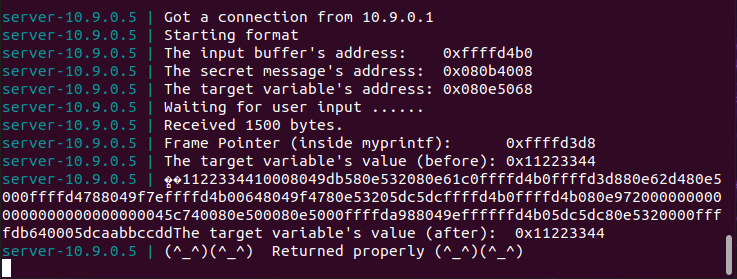 server-10.9.0.5 | Got a connection from 10.9.0.1
server-10.9.0.5 | Starting format
server-10.9.0.5 | The input buffer's address:    0xffffd4b0
server-10.9.0.5 | The secret message's address:  0x080b4008
server-10.9.0.5 | The target variable's address: 0x080e5068
server-10.9.0.5 | Waiting for user input ......
server-10.9.0.5 | Received 1500 bytes.
server-10.9.0.5 | Frame Pointer (inside myprintf):      0xffffd3d8
server-10.9.0.5 | The target variable's value (before): 0x11223344
server-10.9.0.5 | 1122334410008049db580e532080e61c0ffffd4b0ffffd3d880e62d480e5
000ffffd4788049f7effffd4b00648049f4780e53205dc5dcffffd4b0ffffd4b080e972000000000
000000000000000000045c740080e500080e5000ffffda988049effffffd4b05dc5dc80e5320000fff
fdb640005dcaabbccddThe target variable's value (after):  0x11223344
server-10.9.0.5 | (^_^)(^_^)  Returned properly (^_^)(^_^)